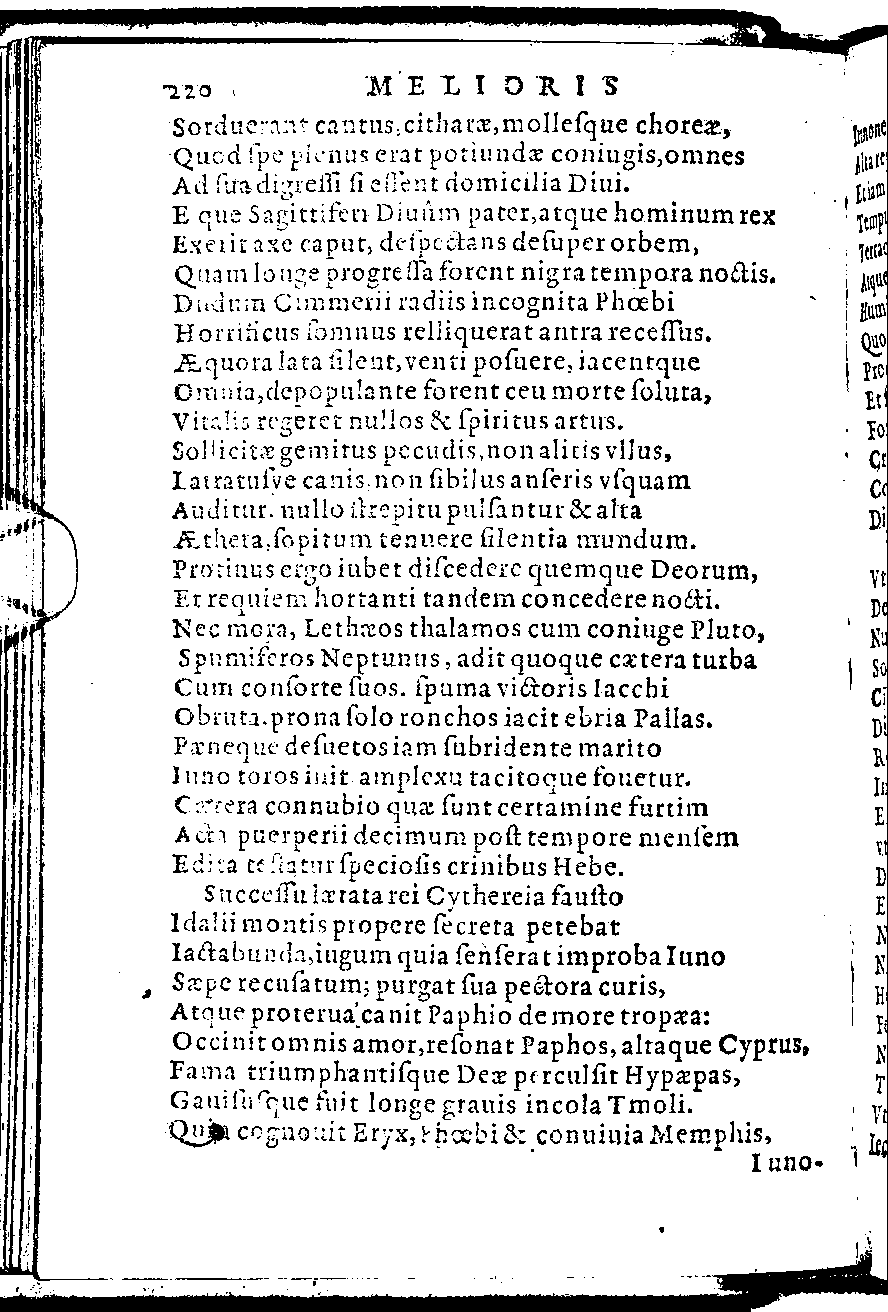 220 MELIORIS
Sorduerant cantus, citharæ, molleſque choreæ,
Quod ſpe plenus erat potiundæ coniugis, omnes
Ad ſua digreſſi ſi eſſent domicilia Diui.
E que Sagittiferi Diuûm pater, atque hominum rex
Exerit axe caput, deſpectans deſuper orbem,
Quam longe progreſſa forent nigra tempora noctis.
Dudum Cimmerii radiis incognita Phœbi
Horrificus ſomnus relliquerat antra receſſus.
Æquora lata ſilent, venti poſuere, iacentque
Omnia, depopulante forent ceu morte ſoluta,
Vitalis regeret nullos & ſpiritus artus.
Sollicitæ gemitus pecudis, non alitis vllus,
Latratuſve canis, non ſibilus anſeris vſquam
Auditur. nullo ſtrepitu pulſantur & alta
Æthera, ſopitum tenuere ſilentia mundum.
Protinus ergo iubet diſcedere quemque Deorum,
Et requiem hortanti tandem concedere nocti.
Nec mora, Lethæos thalamos cum coniuge Pluto,
Spumiferos Neptunus, adit quoque cætera turba
Cum conſorte ſuos. ſpuma victoris Iacchi
Obruta. prona ſolo ronchos iacit ebria Pallas.
Pæneque deſuetos iam ſubridente marito
Iuno toros init amplexu tacitoque fouetur.
Cætera connubio quæ ſunt certamine furtim
Acta puerperii decimum poſt tempore menſem
Edita teſtatur ſpecioſis crinibus Hebe.
Succeſſu lætata rei Cythereia fauſto
Idalii montis propere ſecreta petebat
Iactabunda, iugum quia ſenſerat improba Iuno
Sæpe recuſatum; purgat ſua pectora curis,
Atque proterua canit Paphio de more tropæa:
Occinit omnis amor, reſonat Paphos, altaque Cyprus,
Fama triumphantiſque Deæ perculſit Hypæpas,
Gauiſuſque fuit longe grauis incola Tmoli.
Quin cognouit Eryx, Phœbi & conuiuia Memphis,
Iuno-